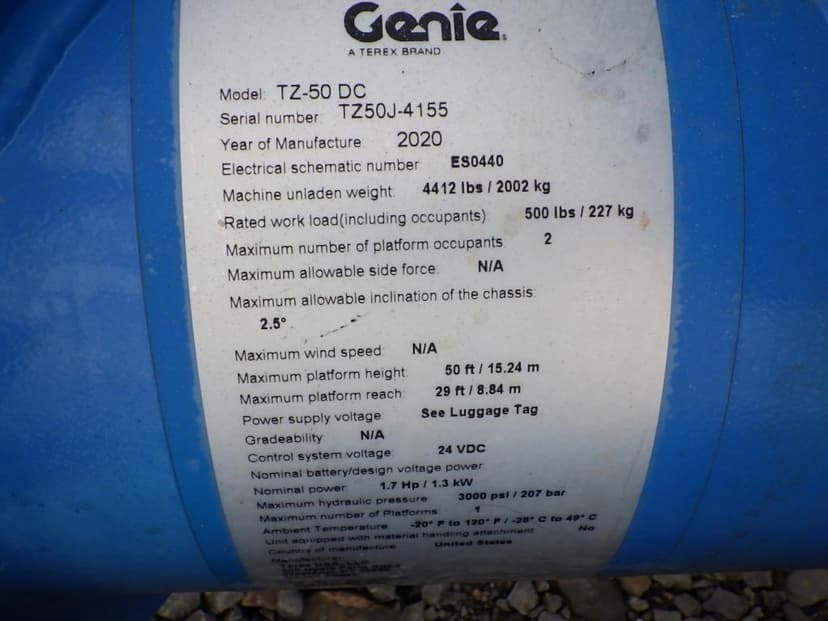 Genie
A TEREX BRAND
Model: TZ-50 DC
Serial number: TZ50J-4155
Year of Manufacture: 2020
Electrical schematic number: ES0440
Machine unladen weight: 4412 lbs / 2002 kg
Rated work load(including occupants): 500 lbs / 227 kg
Maximum number of platform occupants: 2
Maximum allowable side force: N/A
Maximum allowable inclination of the chassis:
2.5°
Maximum wind speed: N/A
Maximum platform height: 50 ft / 15.24 m
Maximum platform reach: 29 ft / 8.84 m
Power supply voltage: See Luggage Tag
Gradeability: N/A
Control system voltage: 24 VDC
Nominal battery/design voltage power:
Nominal power: 1.7 Hp / 1.3 kW
Maximum hydraulic pressure: 3000 psi / 207 bar
Maximum number of Platforms: 1
Ambient Temperature: -20° F to 120° F / -28° C to 49° C
Unit equipped with material handling attachment: No
Country of manufacture: United States
Manufacturer:
Terex USA, LLC